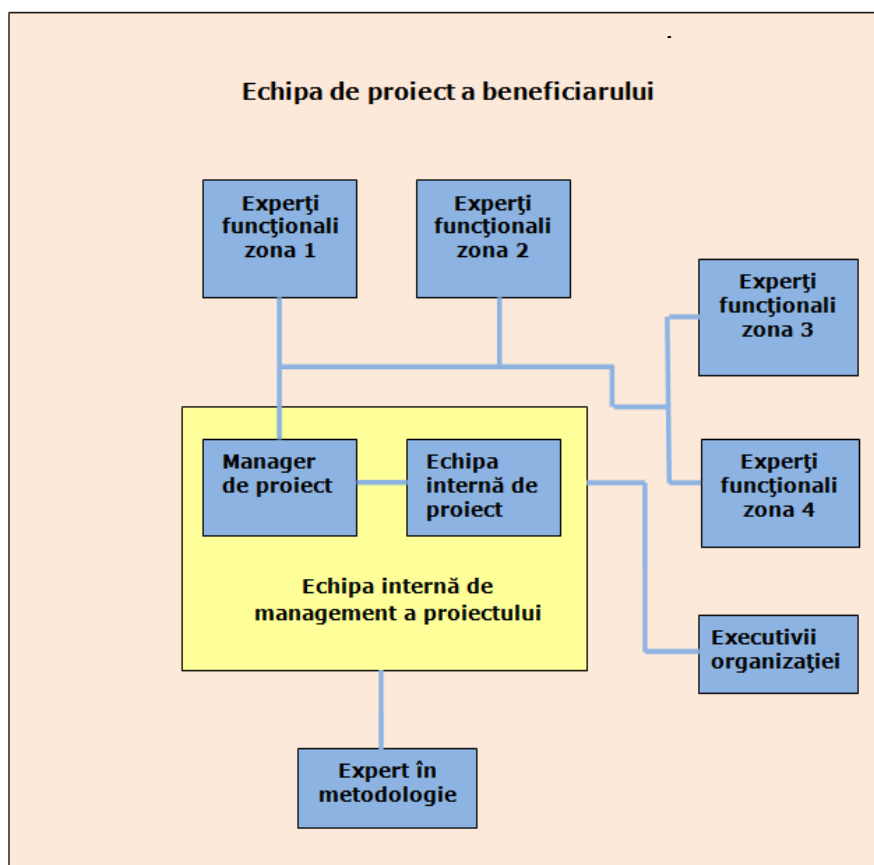 Echipa de proiect a beneficiarului
Experţi
funcţionali
zona 1
Experţi
funcţionali
zona 2
Experţi
funcţionali
zona 3
Manager
de proiect
Echipa
internă de
proiect
Experţi
funcţionali
zona 4
Echipa internă de
management a proiectului
Executivii
organizaţiei
Expert în
metodologie